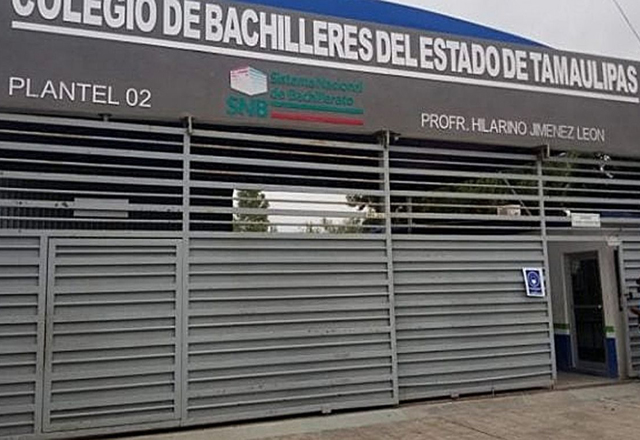 COLEGIO DE BACHILLERES DEL ESTADO DE TAMAULIPAS
PLANTEL 02
SNB
Sistema Nacional
de Bachillerato
PROFR. HILARINO JIMENEZ LEON